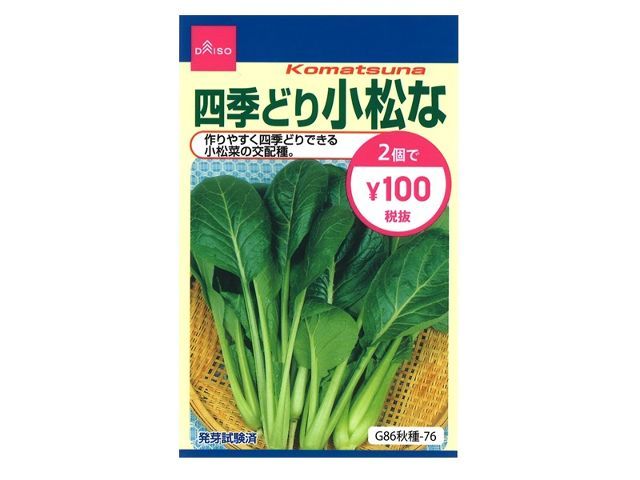 DAISO
Komatsuna
四季どり小松な
作りやすく四季どりできる
小松菜の交配種。
2個で
¥100
税抜
発芽試験済
G86秋種-76